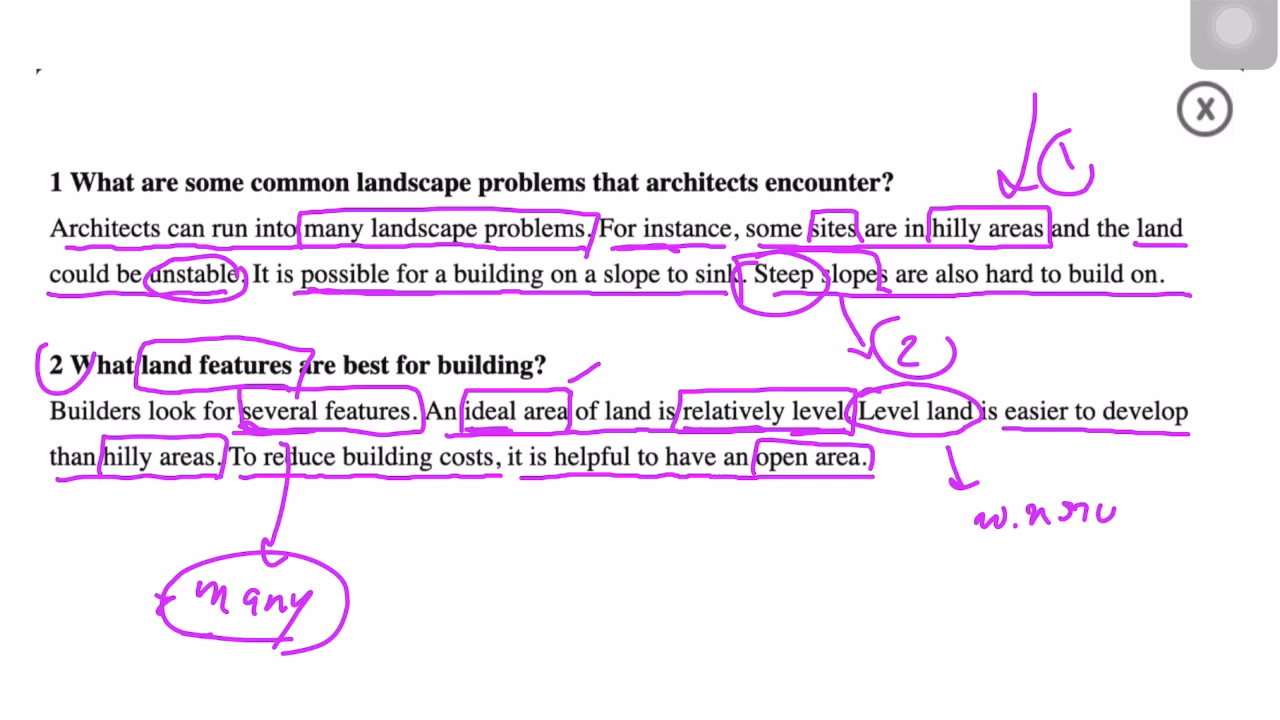 X
1
1 What are some common landscape problems that architects encounter?
Architects can run into many landscape problems. For instance, some sites are in hilly areas and the land
could be unstable. It is possible for a building on a slope to sink. Steep slopes are also hard to build on.
2
2 What land features are best for building?
Builders look for several features. An ideal area of land is relatively level. Level land is easier to develop
than hilly areas. To reduce building costs, it is helpful to have an open area.
many